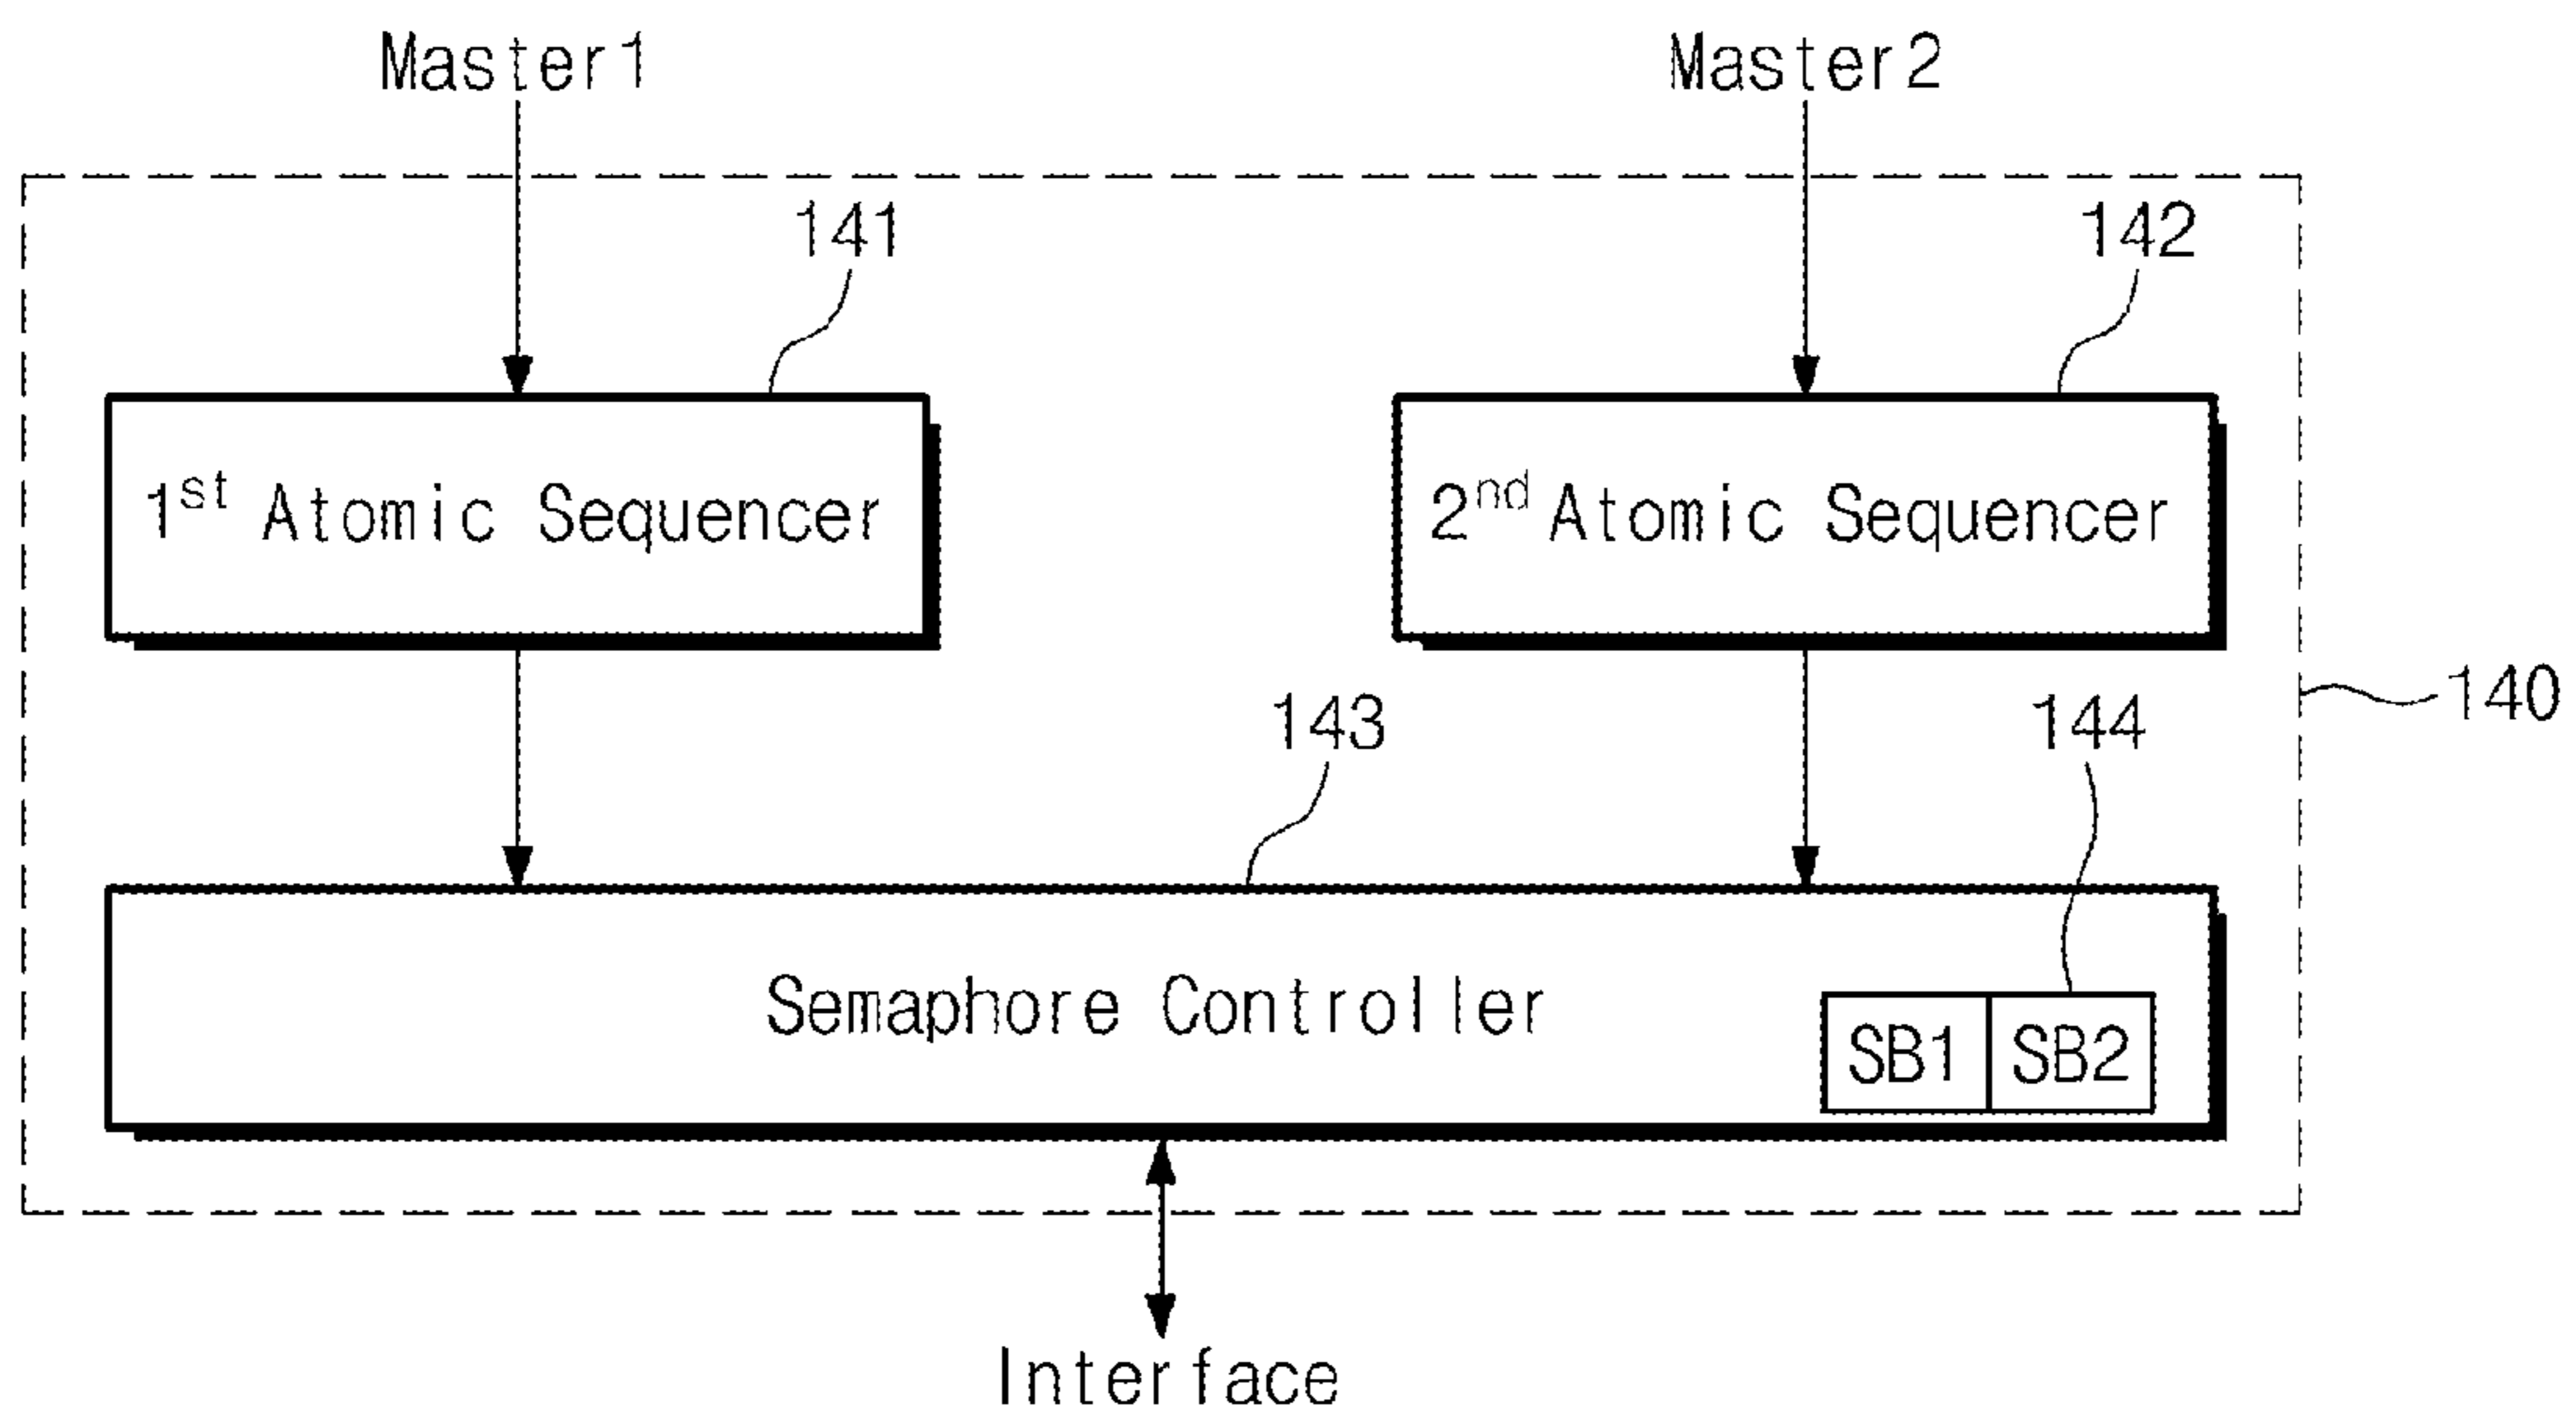 Master1 Master2
141 142
1st Atomic Sequencer 2nd Atomic Sequencer
140
143 144
Semaphore Controller
SB1 SB2
Interface